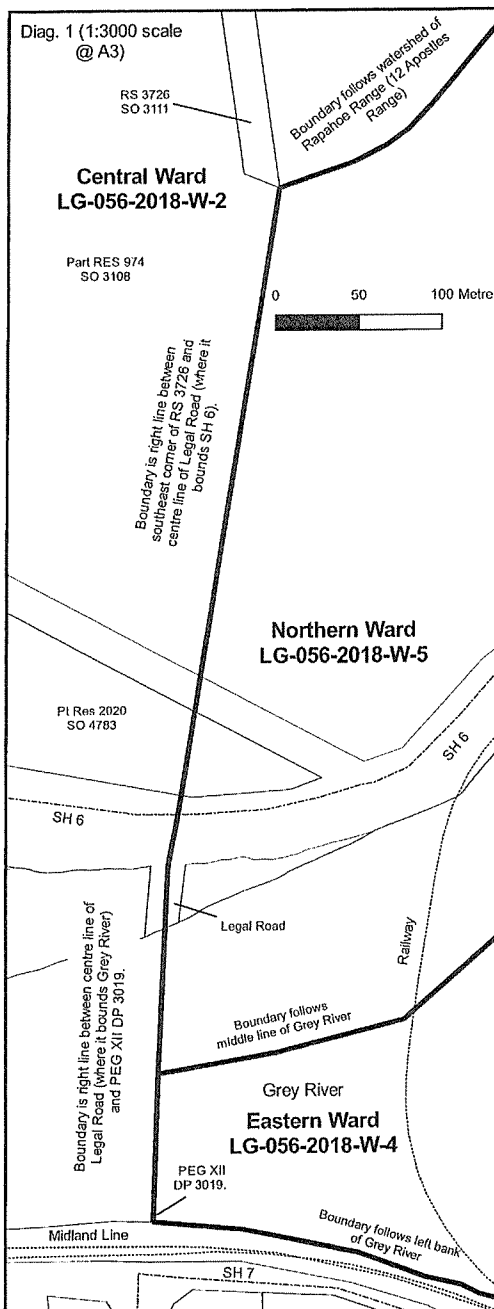 Diag. 1 (1:3000 scale
@ A3)
RS 3726
SO 3111
Boundary follows watershed of
Rapahoe Range (12 Apostles
Range)
Central Ward
LG-056-2018-W-2
Part RES 974
SO 3108
0 50 100 Metre
Boundary is right line between
southeast corner of RS 3726 and
centre line of Legal Road (where it
bounds SH 6).
Northern Ward
LG-056-2018-W-5
Pt Res 2020
SO 4783
SH 6
SH 6
Legal Road
Railway
Boundary is right line between centre line of
Legal Road (where it bounds Grey River)
and PEG XII DP 3019.
Boundary follows
middle line of Grey River
Grey River
Eastern Ward
LG-056-2018-W-4
PEG XII
DP 3019.
Midland Line
Boundary follows left bank
of Grey River
SH 7